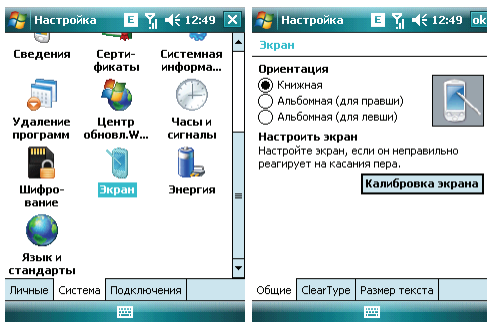 Настройка E 12:49
Сведения Серти-
фикаты Системная
информа...
Удаление
программ Центр
обновл.W... Часы и
сигналы
Шифро-
вание Экран Энергия
Язык и
стандарты
Личные Система Подключения
Настройка E 12:49 ok
Экран
Ориентация
Книжная
Альбомная (для правши)
Альбомная (для левши)
Настроить экран
Настройте экран, если он неправильно
реагирует на касания пера.
Калибровка экрана
Общие ClearType Размер текста